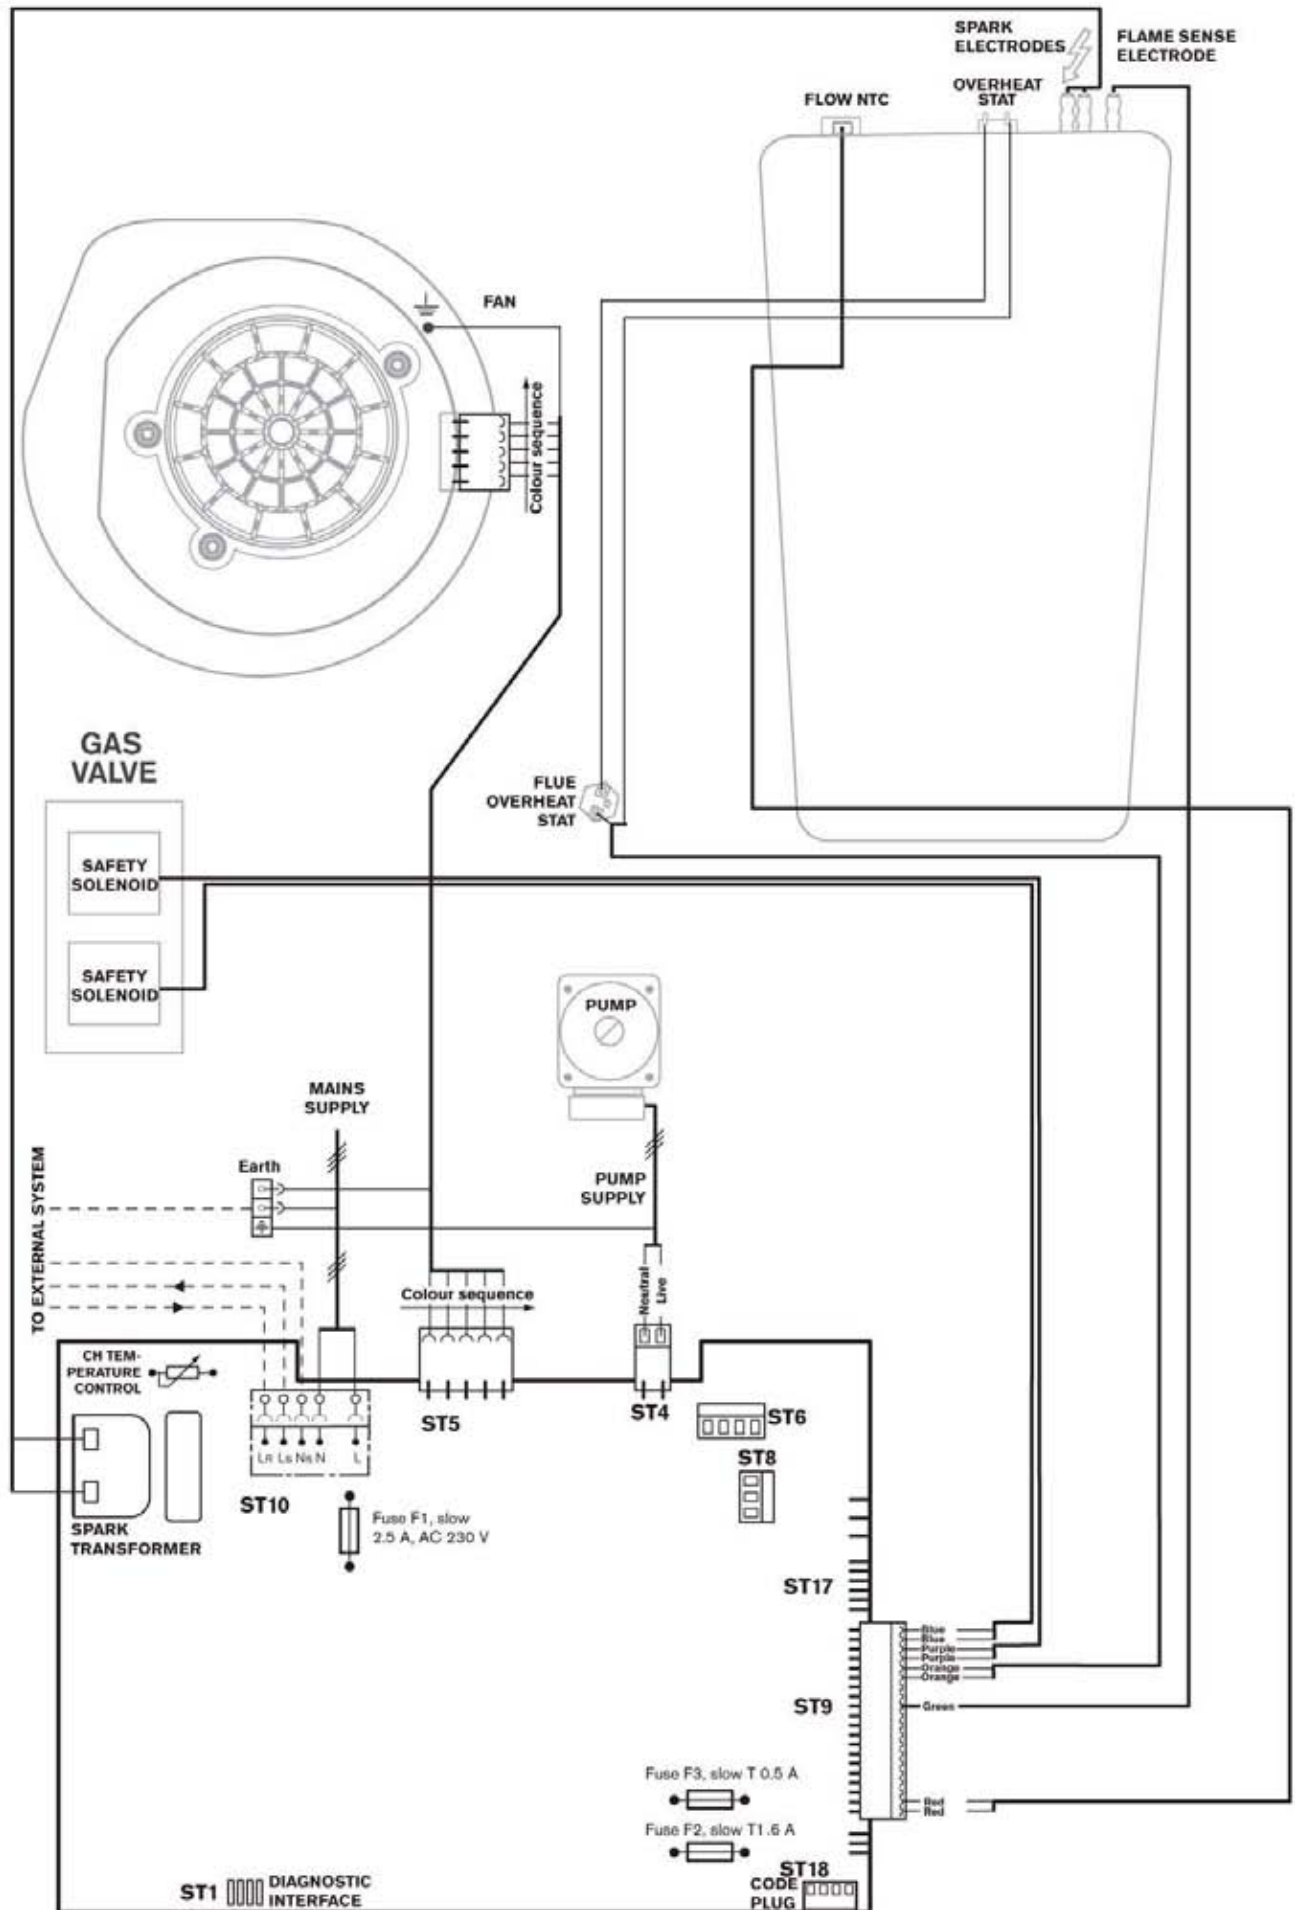 SPARK
ELECTRODES
FLAME SENSE
ELECTRODE
OVERHEAT
STAT
FLOW NTC
FAN
Colour sequence
GAS
VALVE
FLUE
OVERHEAT
STAT
SAFETY
SOLENOID
SAFETY
SOLENOID
PUMP
MAINS
SUPPLY
Earth
PUMP
SUPPLY
TO EXTERNAL SYSTEM
Neutral
Live
Colour sequence
CH TEM-
PERATURE
CONTROL
ST5
ST4
ST6
LR LS NS N L
ST8
ST10
Fuse F1, slow
2.5 A, AC 230 V
SPARK
TRANSFORMER
ST17
Blue
Blue
Purple
Purple
Orange
Orange
ST9
Green
Fuse F3, slow T 0.5 A
Red
Red
Fuse F2, slow T1.6 A
ST18
CODE
PLUG
ST1
DIAGNOSTIC
INTERFACE